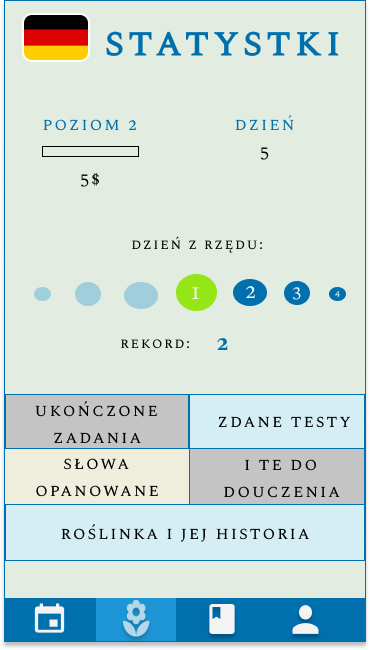 STATYSTKI
POZIOM 2
DZIEŃ
5$
5
DZIEŃ Z RZĘDU:
1 2 3 4
REKORD: 2
UKOŃCZONE
ZADANIA
ZDANE TESTY
SŁOWA
OPANOWANE
I TE DO
DOUCZENIA
ROŚLINKA I JEJ HISTORIA